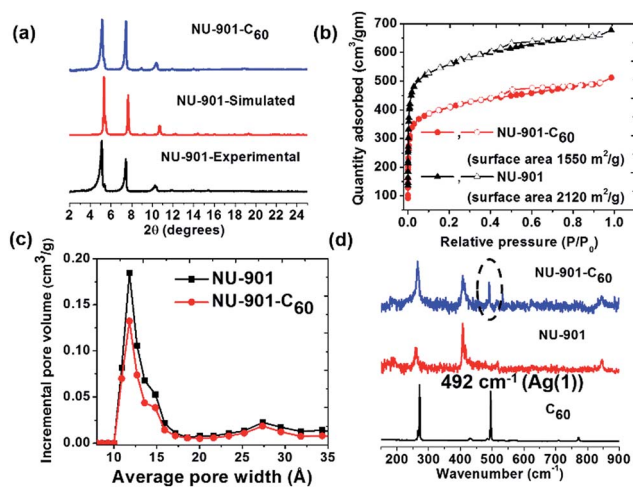 (a)
NU-901-C60
NU-901-Simulated
NU-901-Experimental
2 4 6 8 10 12 14 16 18 20 22 24
2θ (degrees)
(b)
Quantity adsorbed (cm3/gm)
700
600
500
400
300
200
100
NU-901-C60
(surface area 1550 m2/g)
NU-901
(surface area 2120 m2/g)
0.0 0.2 0.4 0.6 0.8 1.0
Relative pressure (P/P0)
(c)
Incremental pore volume (cm3/g)
0.20
0.15
0.10
0.05
0.00
NU-901
NU-901-C60
10 15 20 25 30 35
Average pore width (Å)
(d)
NU-901-C60
NU-901
492 cm-1 (Ag(1))
C60
200 300 400 500 600 700 800 900
Wavenumber (cm-1)